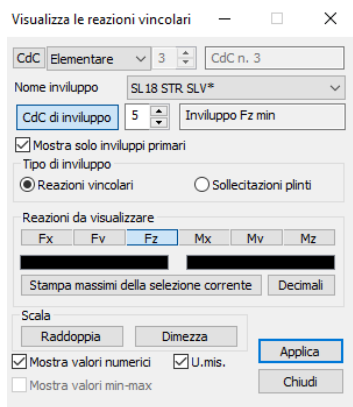 Visualizza le reazioni vincolari
CdC Elementare 3 CdC n. 3
Nome inviluppo SL18 STR SLV*
CdC di inviluppo 5 Inviluppo Fz min
Mostra solo inviluppi primari
Tipo di inviluppo
Reazioni vincolari Sollecitazioni plinti
Reazioni da visualizzare
Fx Fy Fz Mx My Mz
Stampa massimi della selezione corrente Decimali
Scala
Raddoppia Dimezza
Mostra valori numerici U.mis. Applica
Mostra valori min-max Chiudi